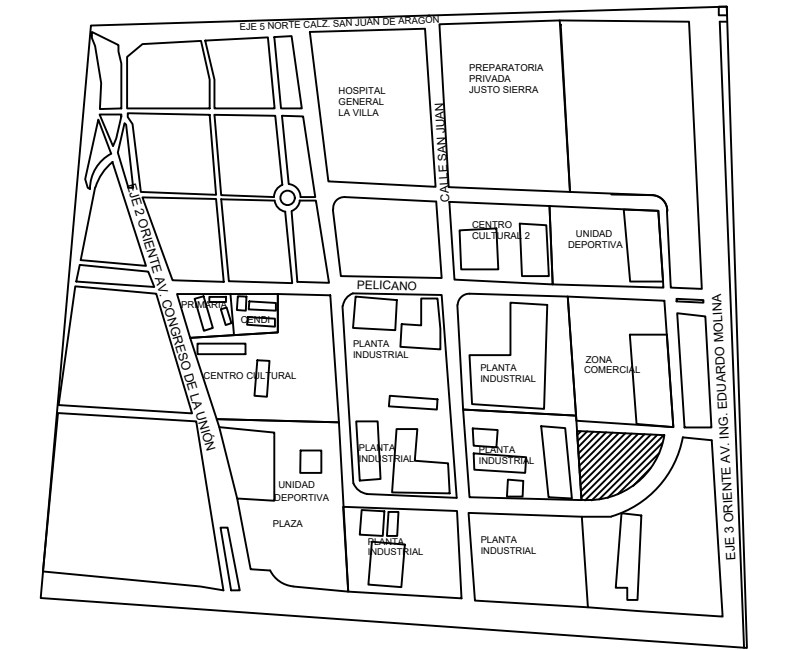 EJE 5 NORTE CALZ. SAN JUAN DE ARAGON
HOSPITAL
GENERAL
LA VILLA
PREPARATORIA
PRIVADA
JUSTO SIERRA
CALLE SAN JUAN
EJE 2 ORIENTE AV. CONGRESO DE LA UNIÓN
CENTRO
CULTURAL 2
UNIDAD
DEPORTIVA
PELICANO
PRIMARIA
CENDI
PLANTA
INDUSTRIAL
CENTRO CULTURAL
PLANTA
INDUSTRIAL
ZONA
COMERCIAL
EJE 3 ORIENTE AV. ING. EDUARDO MOLINA
PLANTA
INDUSTRIAL
PLANTA
INDUSTRIAL
UNIDAD
DEPORTIVA
PLAZA
PLANTA
INDUSTRIAL
PLANTA
INDUSTRIAL